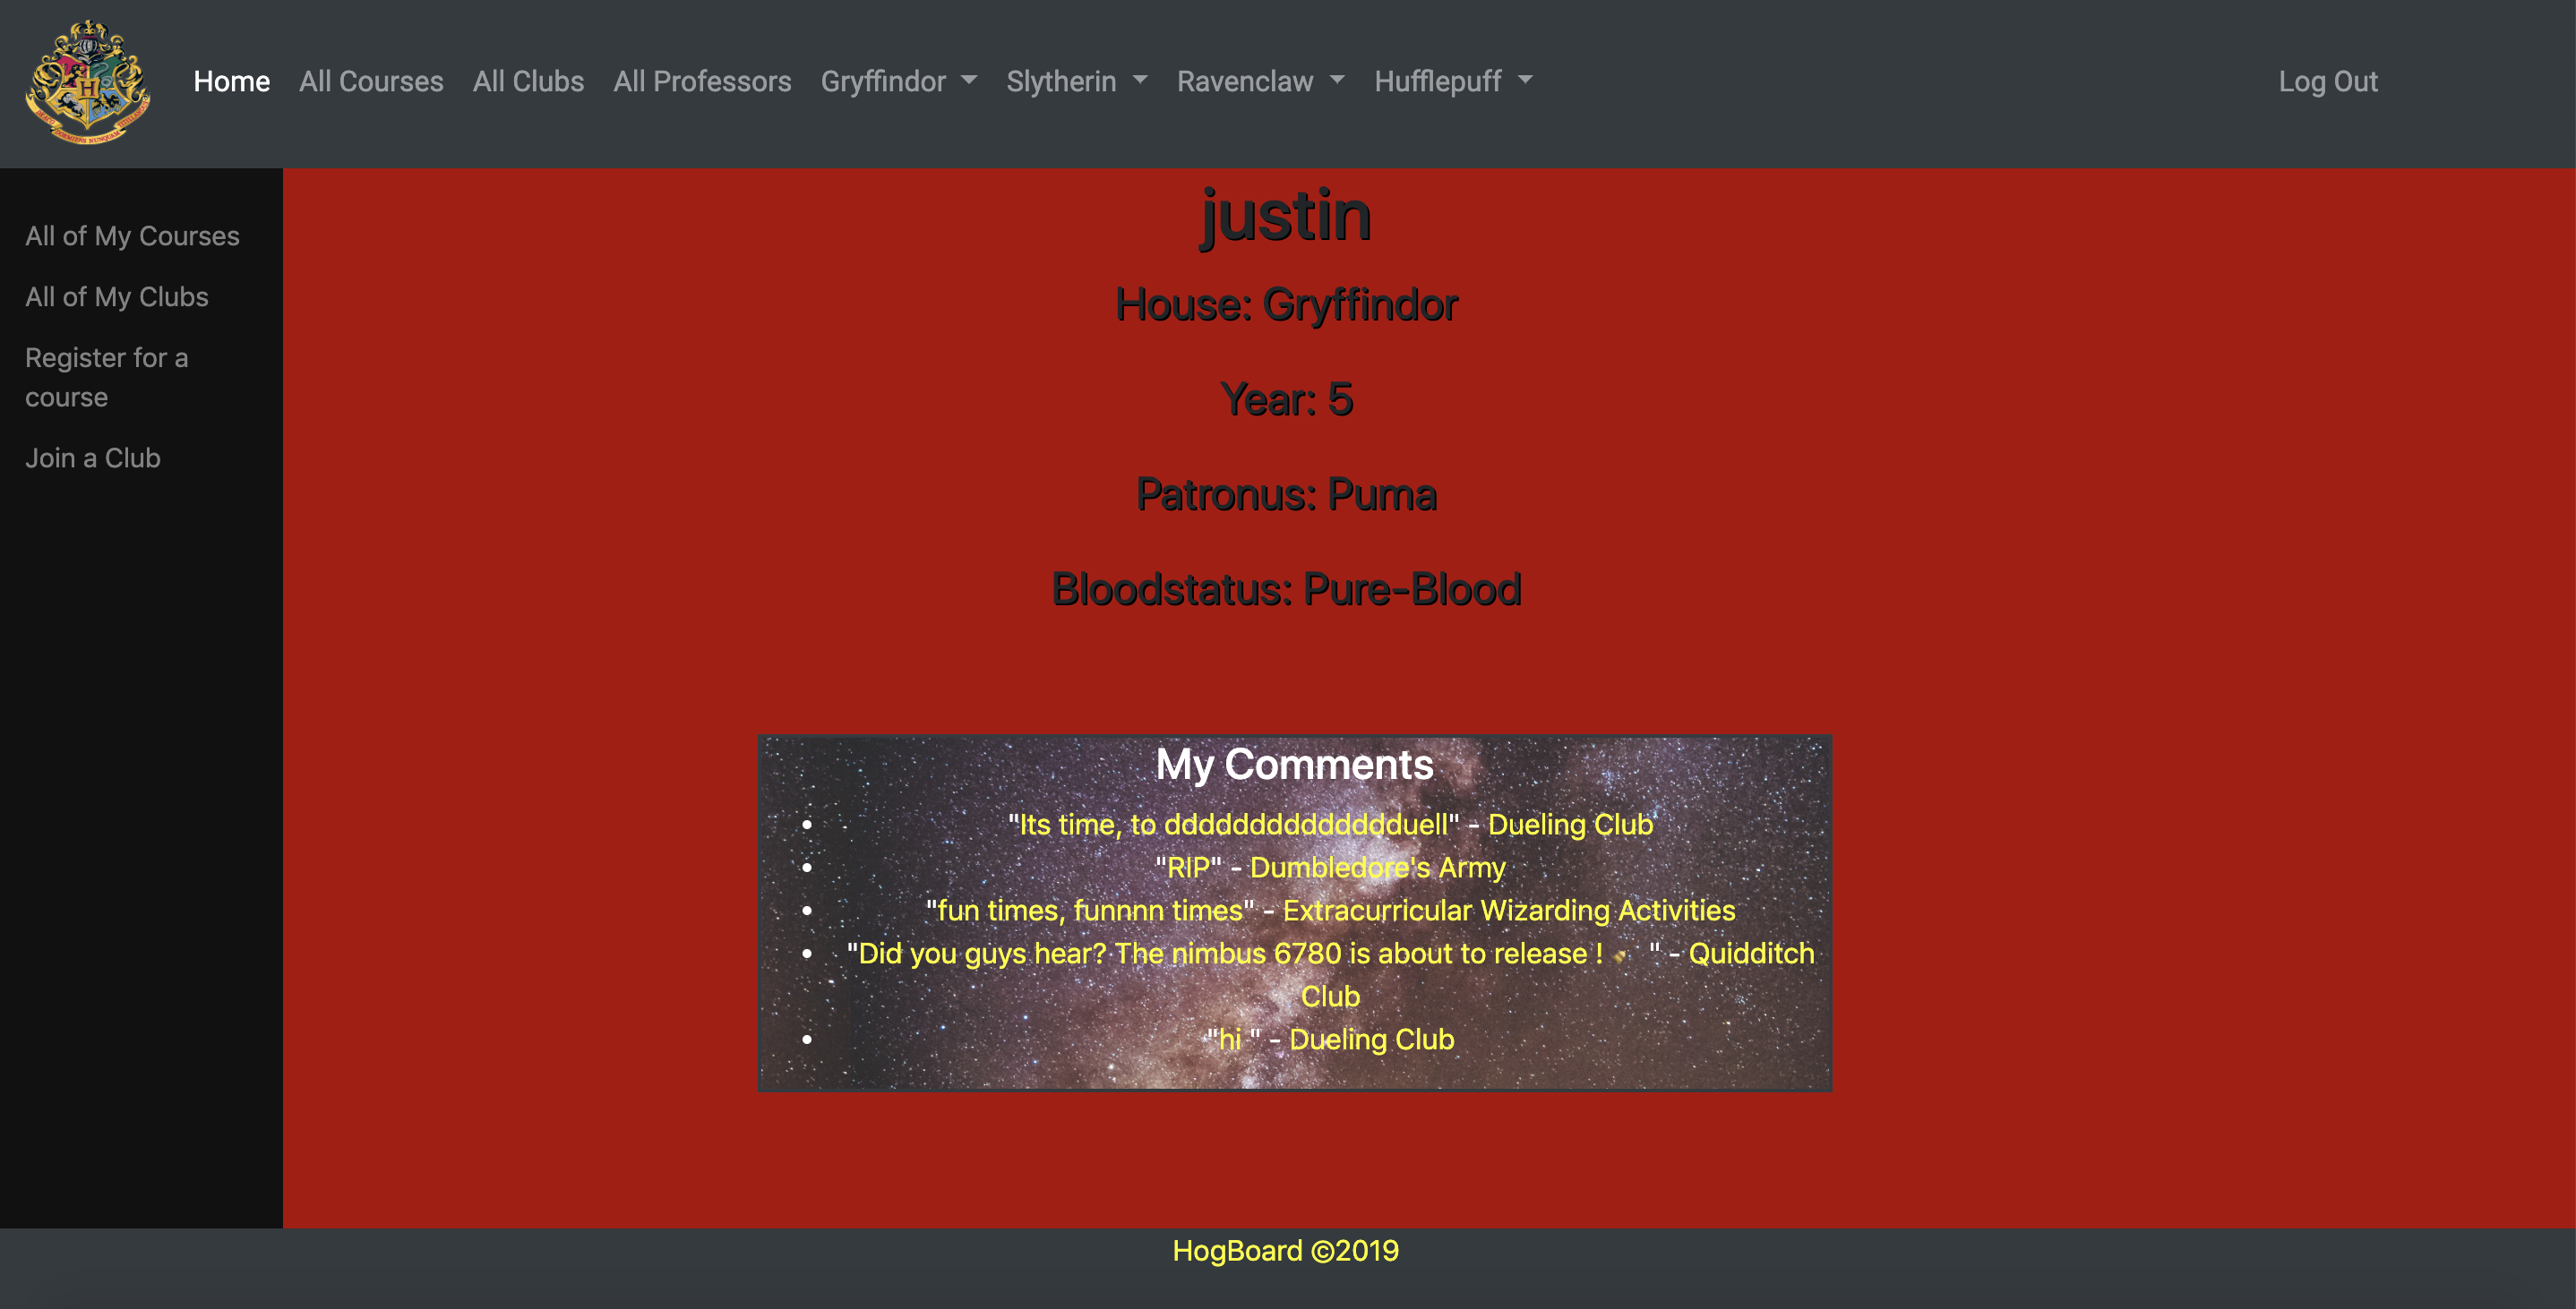 Home All Courses All Clubs All Professors Gryffindor Slytherin Ravenclaw Hufflepuff Log Out
All of My Courses
All of My Clubs
Register for a
course
Join a Club
justin
House: Gryffindor
Year: 5
Patronus: Puma
Bloodstatus: Pure-Blood
My Comments
"Its time, to ddddddddddddddduell" - Dueling Club
"RIP" - Dumbledore's Army
"fun times, funnnn times" - Extracurricular Wizarding Activities
"Did you guys hear? The nimbus 6780 is about to release ! " - Quidditch
Club
"hi " - Dueling Club
HogBoard ©2019